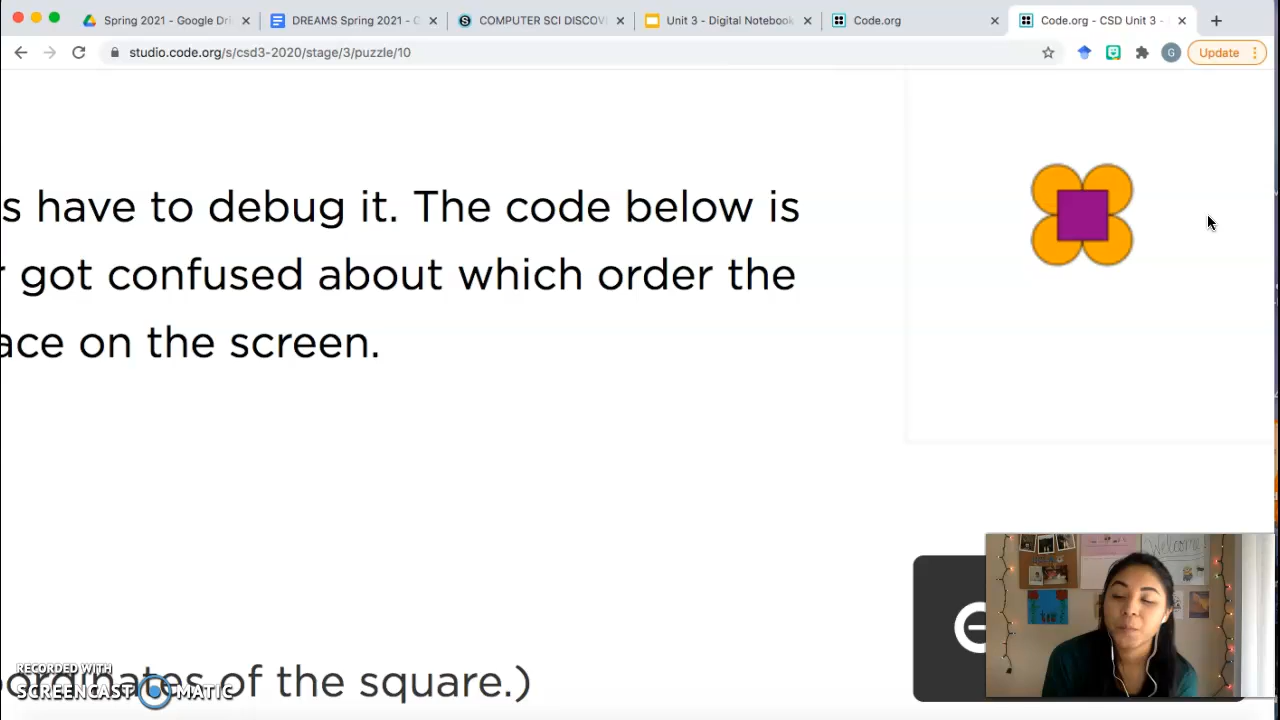 Spring 2021 - Google Dri
DREAMS Spring 2021 - G
COMPUTER SCI DISCOV
Unit 3 - Digital Notebook
Code.org
Code.org - CSD Unit 3 -
studio.code.org/s/csd3-2020/stage/3/puzzle/10
G
Update
s have to debug it. The code below is
r got confused about which order the
ace on the screen.
Welcome!
oordinates of the square.)
RECORDED WITH
SCREENCAST MATIC